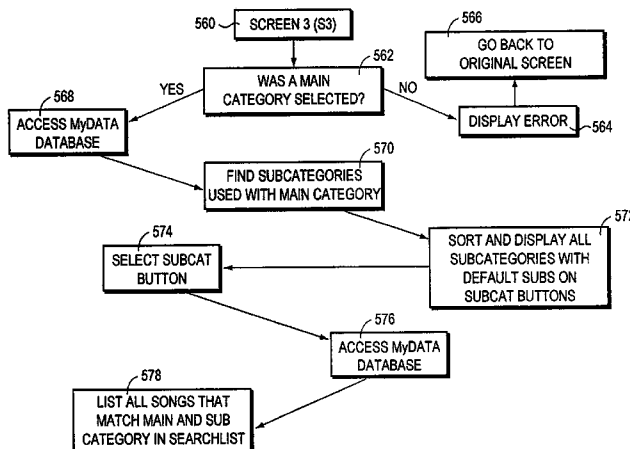 560
SCREEN 3 (S3)
566
GO BACK TO
ORIGINAL SCREEN
562
WAS A MAIN
CATEGORY SELECTED?
YES
NO
568
ACCESS MyDATA
DATABASE
DISPLAY ERROR
564
570
FIND SUBCATEGORIES
USED WITH MAIN CATEGORY
572
SORT AND DISPLAY ALL
SUBCATEGORIES WITH
DEFAULT SUBS ON
SUBCAT BUTTONS
574
SELECT SUBCAT
BUTTON
576
ACCESS MyDATA
DATABASE
578
LIST ALL SONGS THAT
MATCH MAIN AND SUB
CATEGORY IN SEARCHLIST